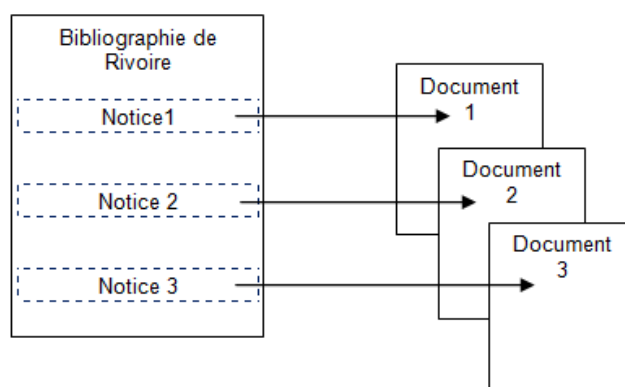 Bibliographie de
Rivoire
Notice1
Notice 2
Notice 3
Document
1
Document
2
Document
3